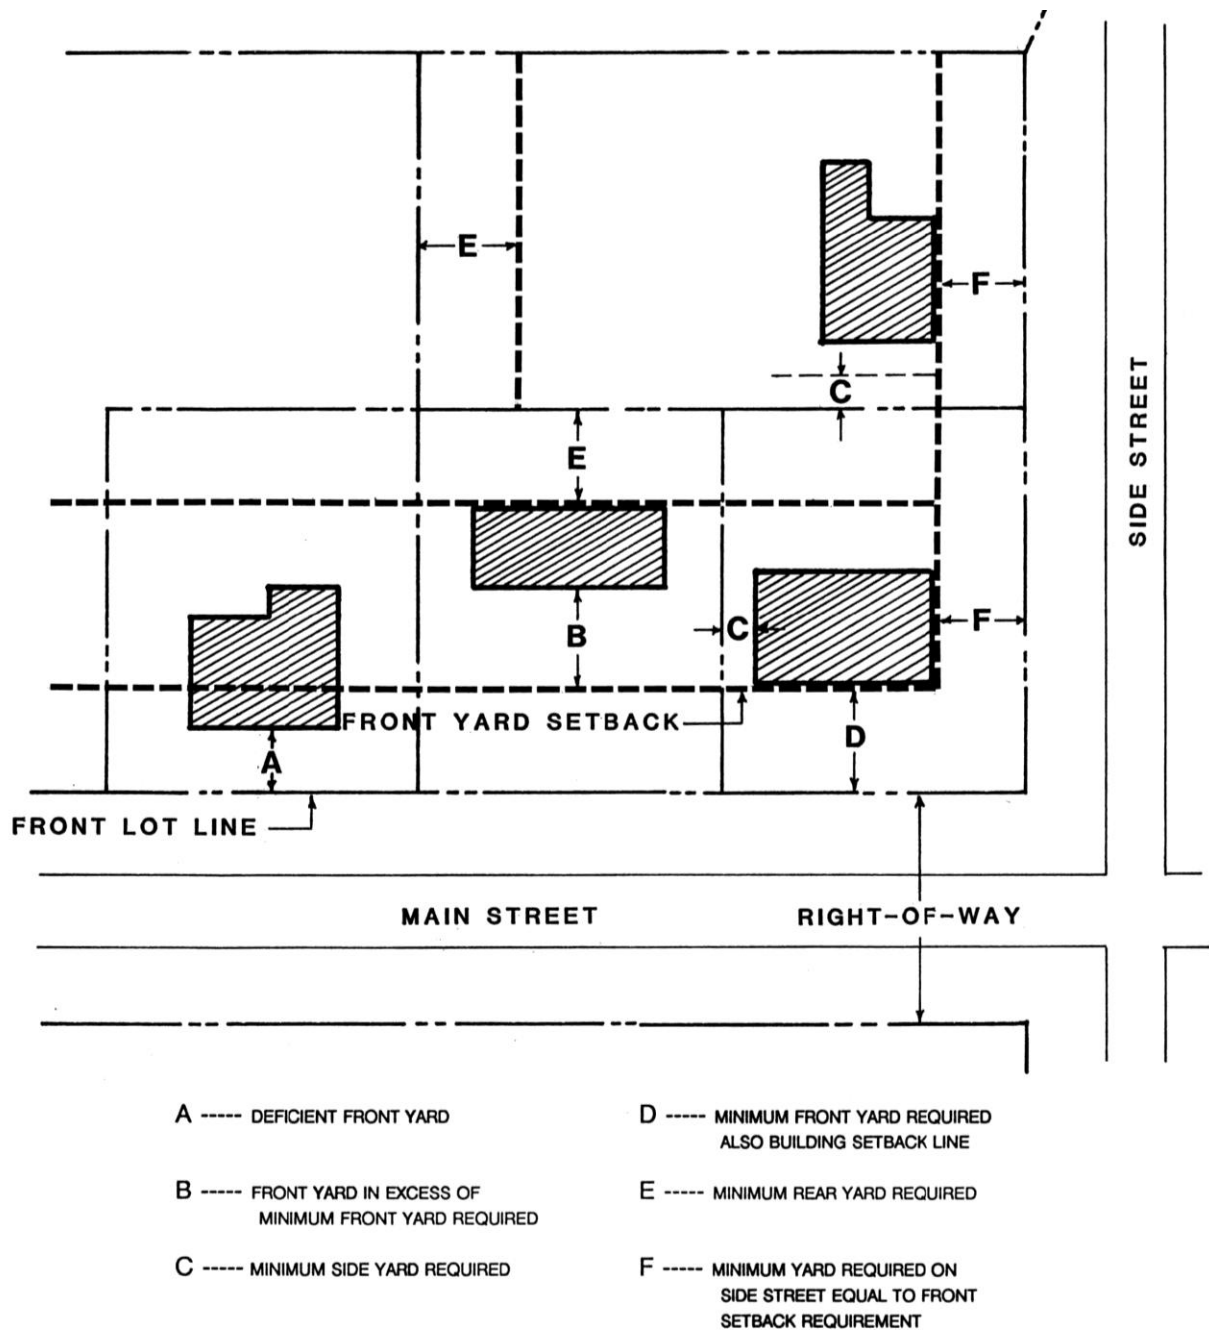 E
F
C
SIDE STREET
E
B
C
F
FRONT YARD SETBACK
D
A
FRONT LOT LINE
MAIN STREET
RIGHT-OF-WAY
A ----- DEFICIENT FRONT YARD
B ----- FRONT YARD IN EXCESS OF
MINIMUM FRONT YARD REQUIRED
C ----- MINIMUM SIDE YARD REQUIRED
D ----- MINIMUM FRONT YARD REQUIRED
ALSO BUILDING SETBACK LINE
E ----- MINIMUM REAR YARD REQUIRED
F ----- MINIMUM YARD REQUIRED ON
SIDE STREET EQUAL TO FRONT
SETBACK REQUIREMENT